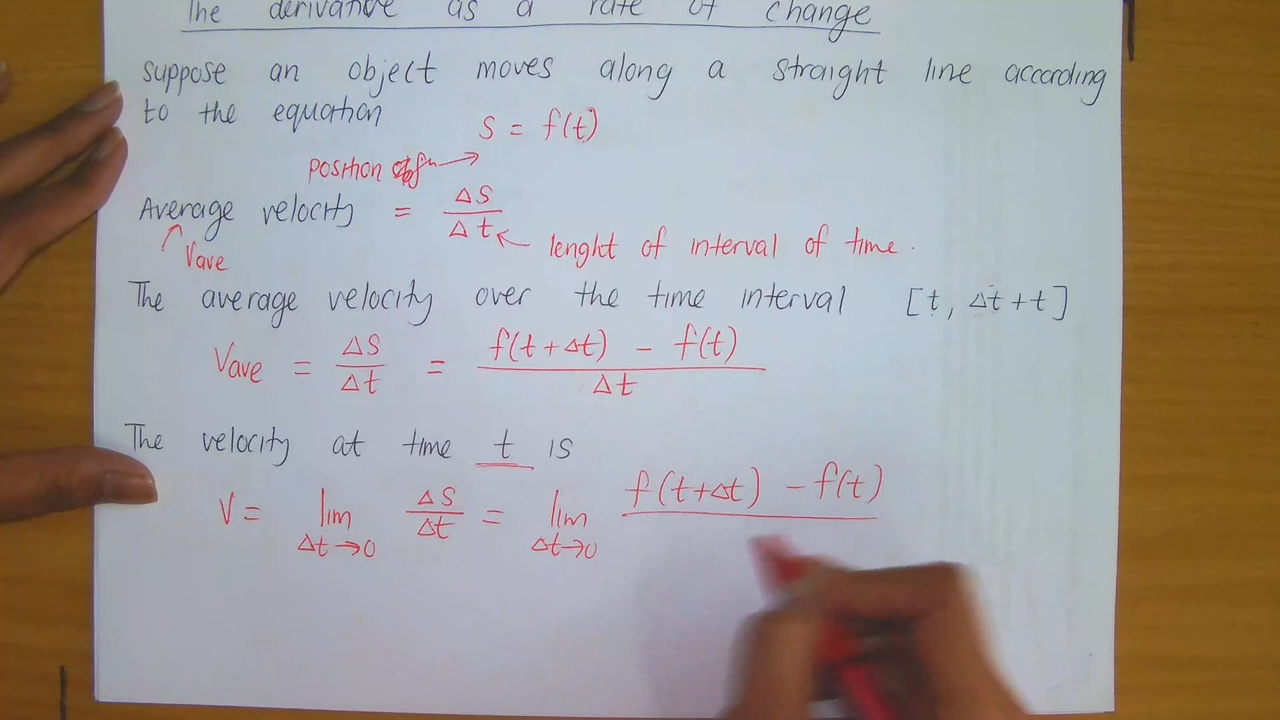 The derivative as a rate of change
suppose an object moves along a straight line according
to the equation
s = f(t)
position fn →
Average velocity = Δs/Δt ← lenght of interval of time.
Vave
The average velocity over the time interval [t, Δt+t]
Vave = Δs/Δt = f(t+Δt) - f(t)/Δt
The velocity at time t is
V = lim Δt→0 Δs/Δt = lim Δt→0 f(t+Δt) - f(t)